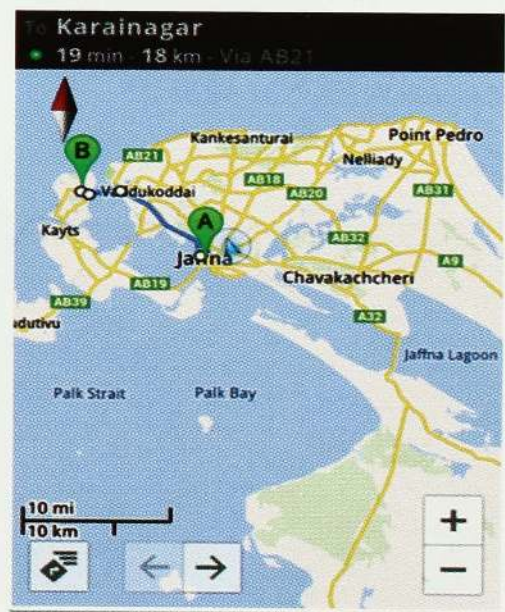 To Karainagar
19 min - 18 km - Via AB21
B
Kankesanturai
Point Pedro
AB21
Nelliady
AB18
AB20
AB31
A
Kayts
AB32
A9
Jaffna
AB19
Chavakachcheri
AB39
A32
Jaffna Lagoon
Palk Strait
Palk Bay
10 mi
10 km
+
−